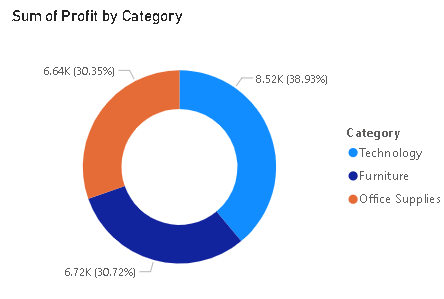 Sum of Profit by Category
6.64K (30.35%)
8.52K (38.93%)
Category
Technology
Furniture
Office Supplies
6.72K (30.72%)